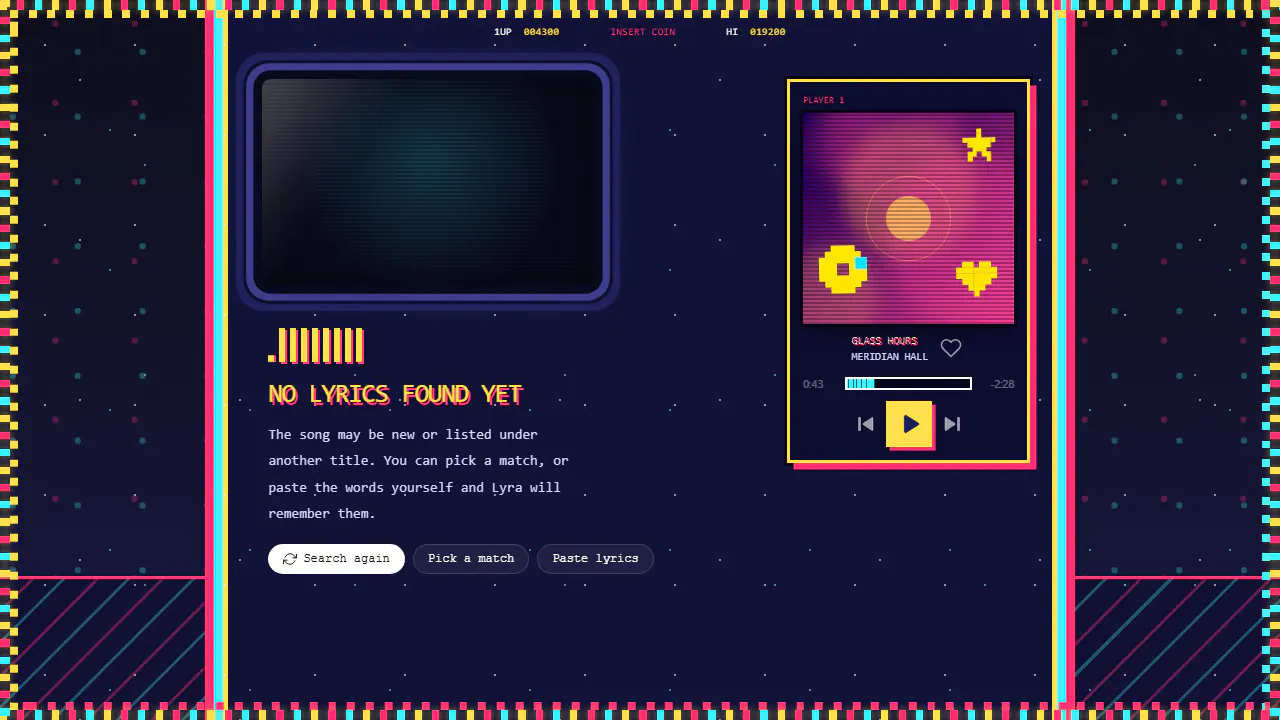 1UP 004300 INSERT COIN HI 019200
PLAYER 1
GLASS HOURS
MERIDIAN HALL
0:43 -2:28
NO LYRICS FOUND YET
The song may be new or listed under
another title. You can pick a match, or
paste the words yourself and Lyra will
remember them.
Search again Pick a match Paste lyrics